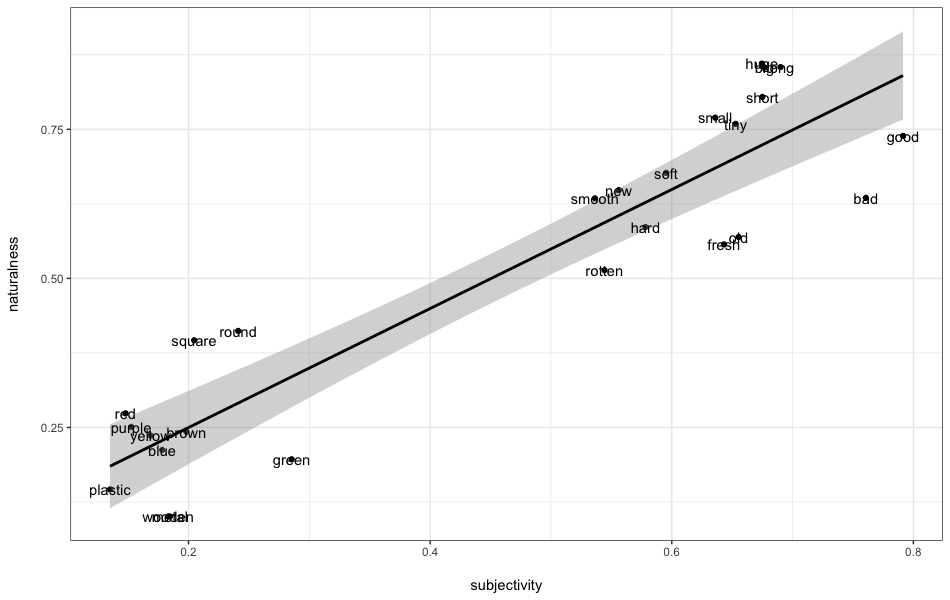 huge
big
long
short
small
tiny
0.75
good
soft
new
smooth
bad
hard
old
fresh
naturalness
0.50
rotten
round
square
red
0.25
purple
yellow
brown
blue
green
plastic
wooden
metal
0.2
0.4
0.6
0.8
subjectivity